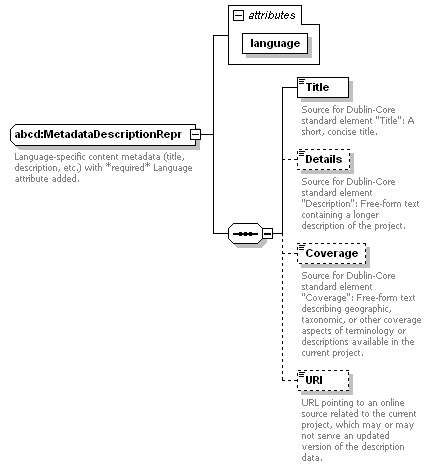 attributes
language
Title
Source for Dublin-Core
standard element "Title": A
short, concise title.
abcd:MetadataDescriptionRepr
Language-specific content metadata (title,
description, etc.) with *required* Language
attribute added.
Details
Source for Dublin-Core
standard element
"Description": Free-form text
containing a longer
description of the project.
Coverage
Source for Dublin-Core
standard element
"Coverage": Free-form text
describing geographic,
taxonomic, or other coverage
aspects of terminology or
descriptions available in the
current project.
URI
URL pointing to an online
source related to the current
project, which may or may
not serve an updated
version of the description
data.